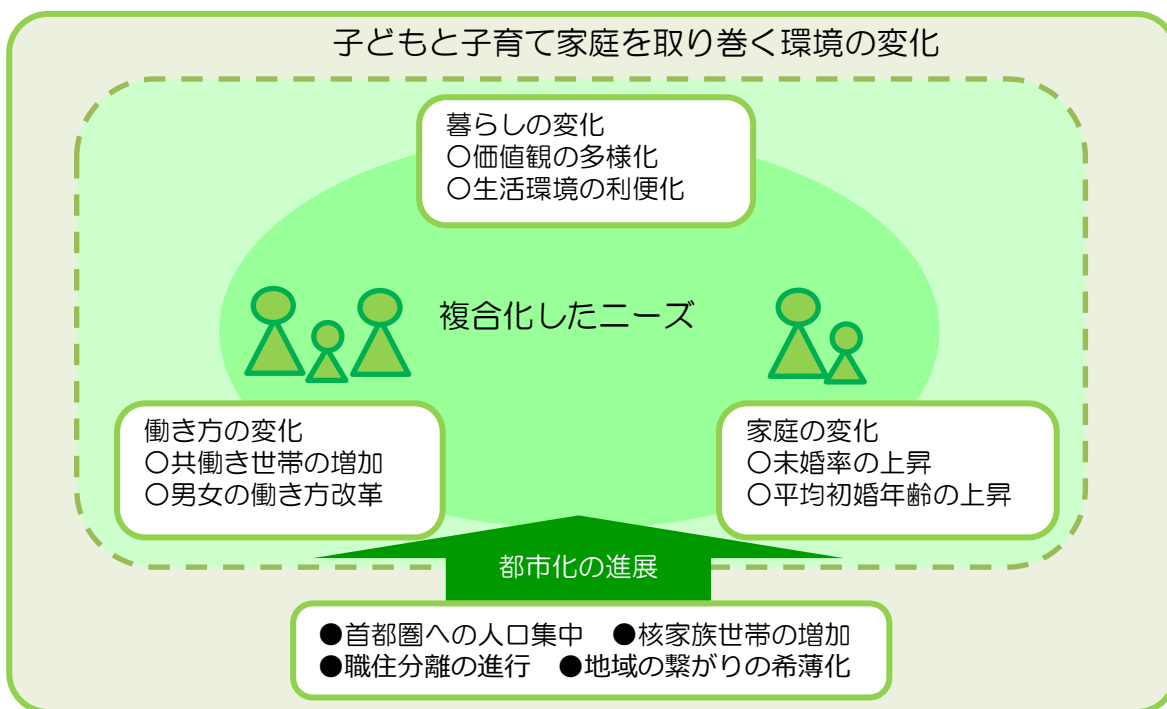 子どもと子育て家庭を取り巻く環境の変化
暮らしの変化
〇価値観の多様化
〇生活環境の利便化
複合化したニーズ
働き方の変化
〇共働き世帯の増加
〇男女の働き方改革
家庭の変化
〇未婚率の上昇
〇平均初婚年齢の上昇
都市化の進展
●首都圏への人口集中　●核家族世帯の増加
●職住分離の進行　●地域の繋がりの希薄化